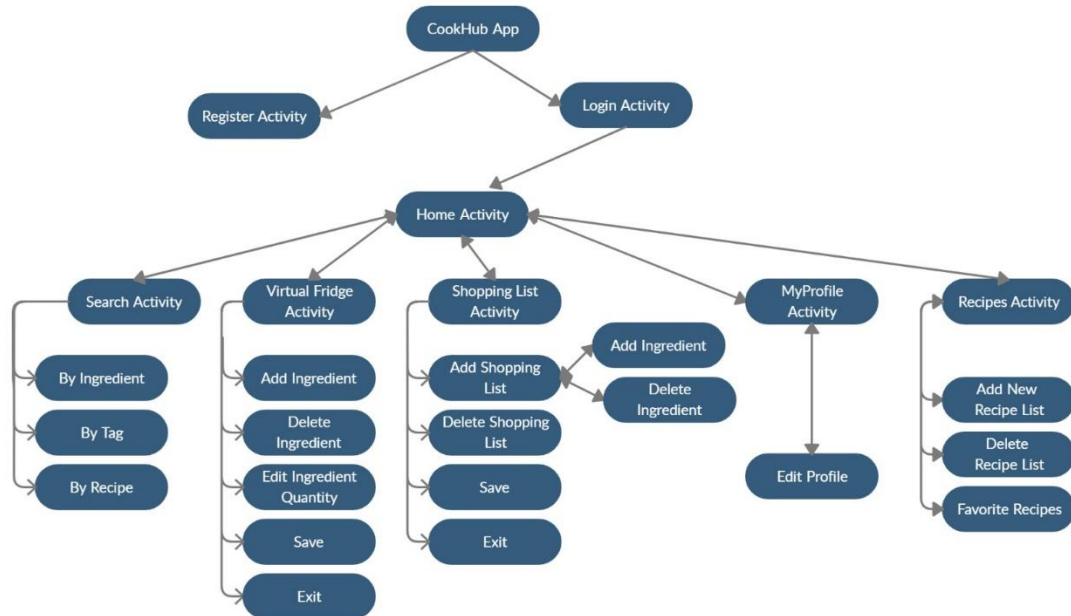 CookHub App
Register Activity
Login Activity
Home Activity
Search Activity
Virtual Fridge
Activity
Shopping List
Activity
MyProfile
Activity
Recipes Activity
By Ingredient
By Tag
By Recipe
Add Ingredient
Delete
Ingredient
Edit Ingredient
Quantity
Save
Exit
Add Shopping
List
Add Ingredient
Delete
Ingredient
Delete Shopping
List
Save
Exit
Edit Profile
Add New
Recipe List
Delete
Recipe List
Favorite Recipes